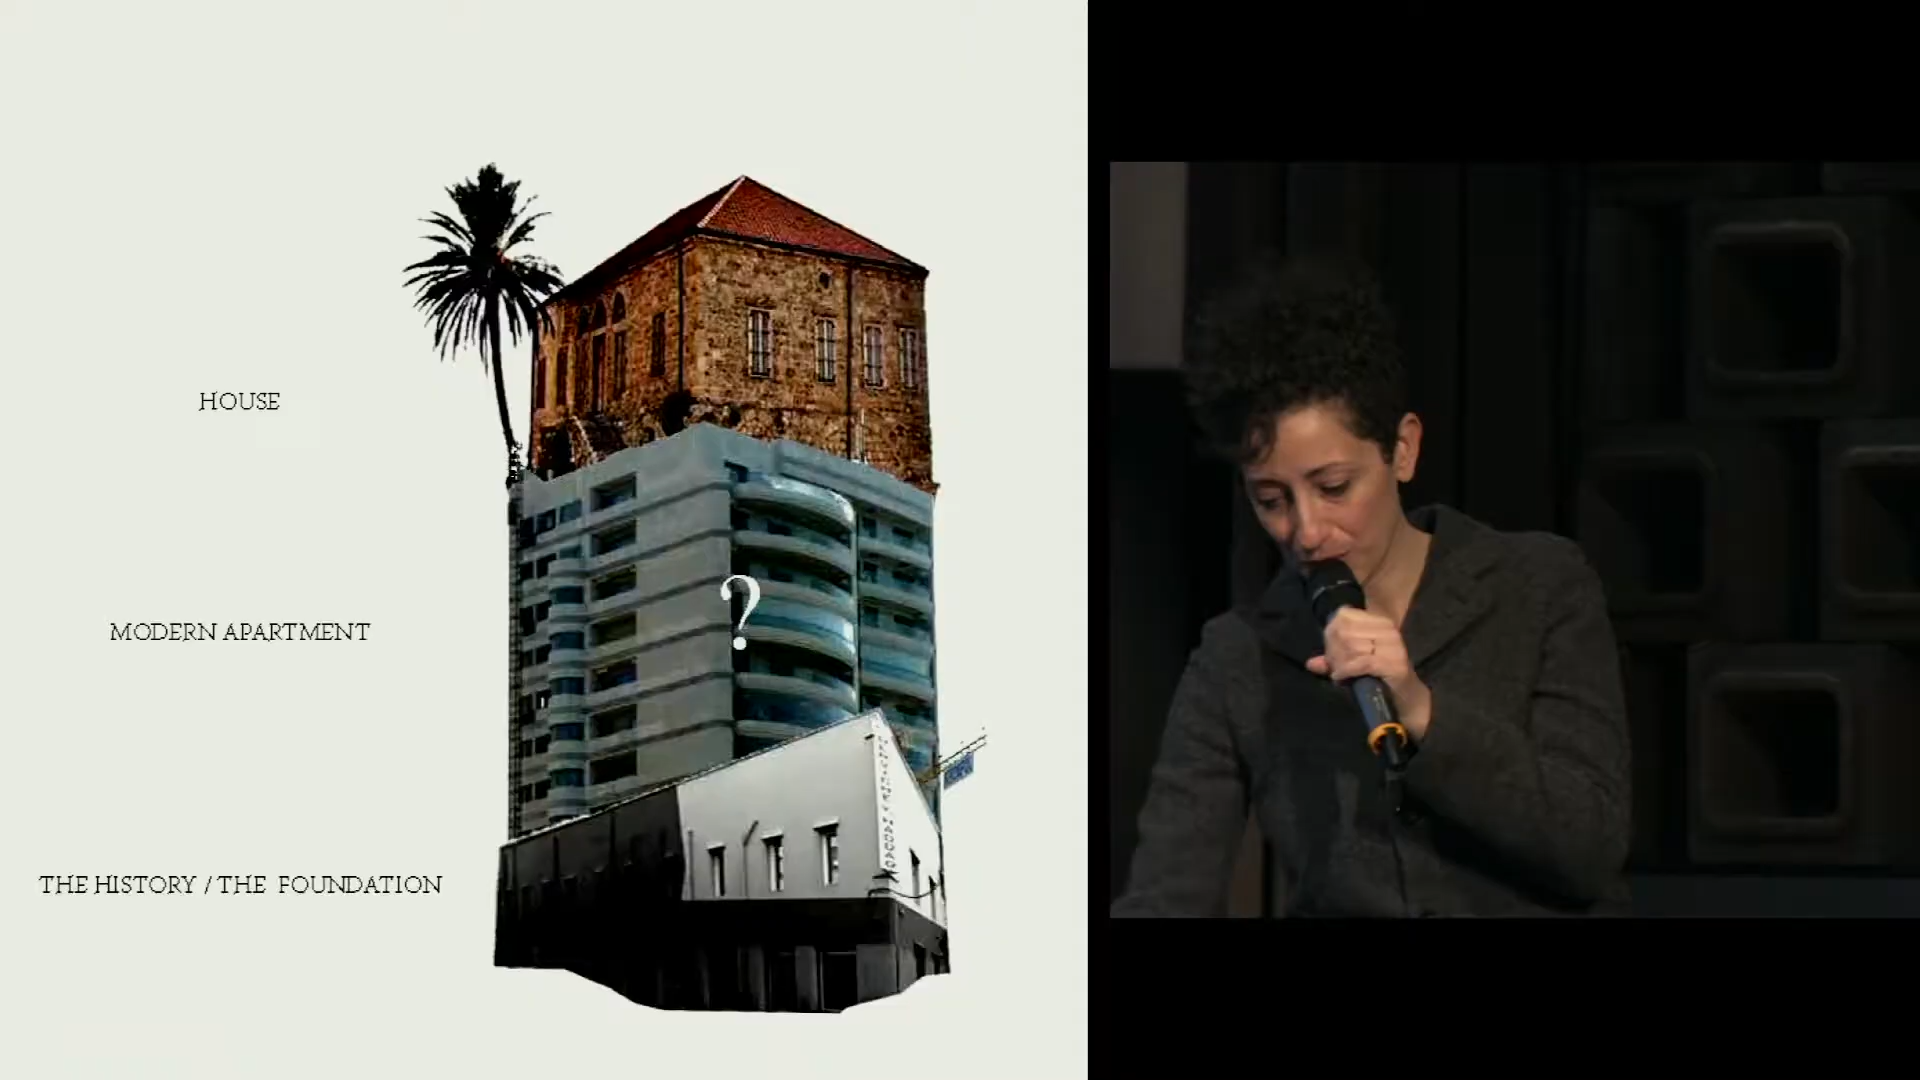 HOUSE
?
MODERN APARTMENT
THE HISTORY / THE FOUNDATION